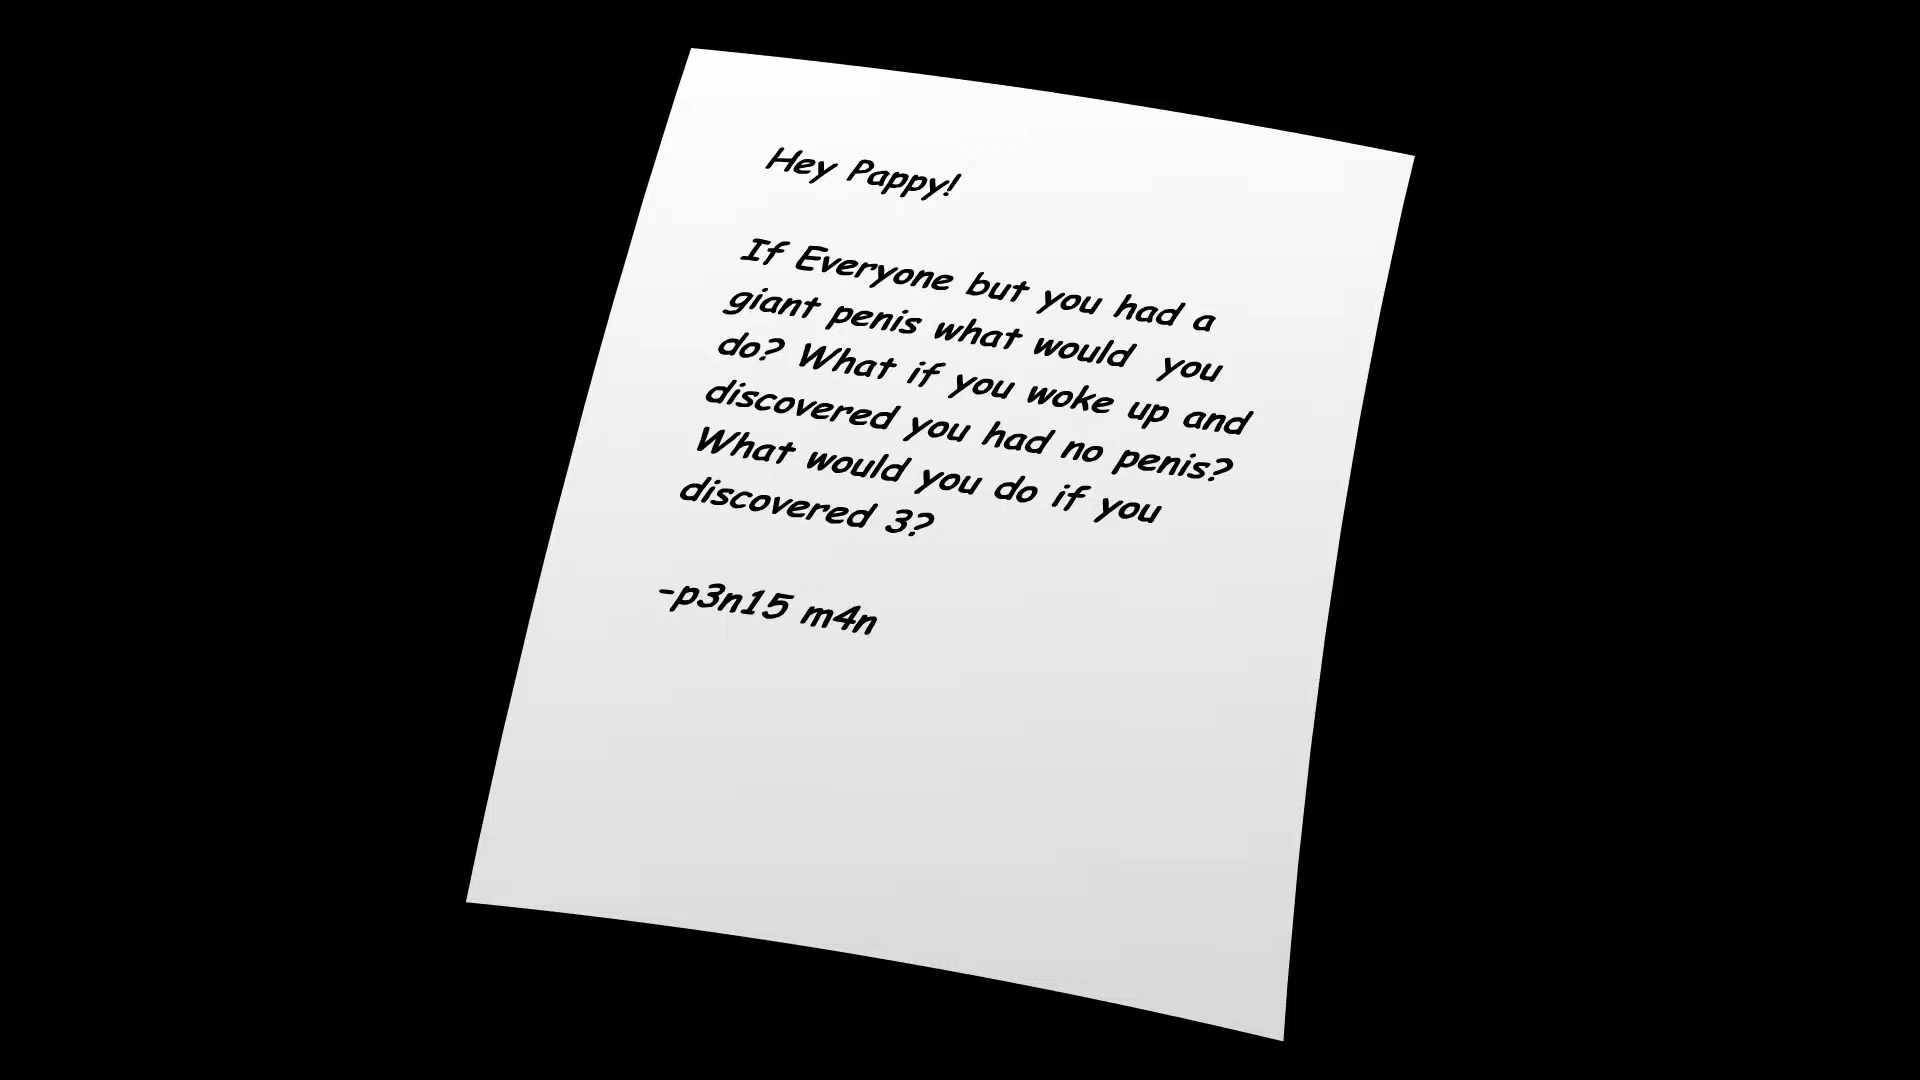 Hey Pappy!
If Everyone but you had a
giant penis what would  you
do? What if you woke up and
discovered you had no penis?
What would you do if you
discovered 3?
-p3n15 m4n